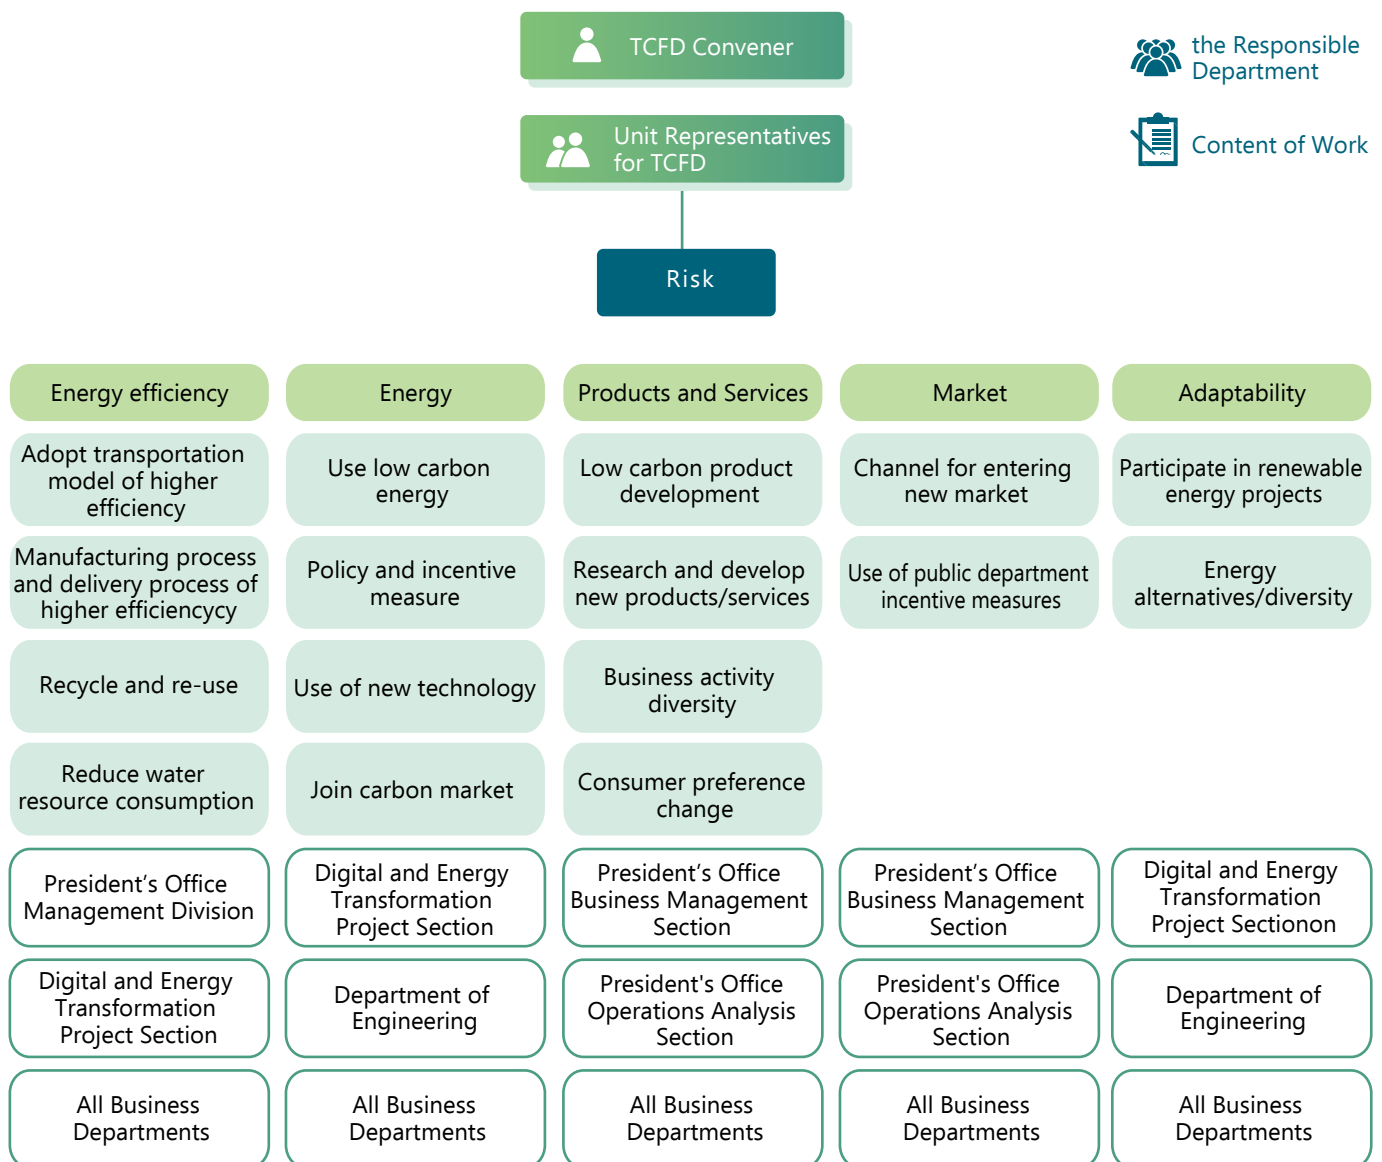 TCFD Convener
the Responsible
Department
Unit Representatives
for TCFD
Content of Work
Risk
Energy efficiency
Energy
Products and Services
Market
Adaptability
Adopt transportation
model of higher
efficiency
Use low carbon
energy
Low carbon product
development
Channel for entering
new market
Participate in renewable
energy projects
Manufacturing process
and delivery process of
higher efficiencycy
Policy and incentive
measure
Research and develop
new products/services
Use of public department
incentive measures
Energy
alternatives/diversity
Recycle and re-use
Use of new technology
Business activity
diversity
Reduce water
resource consumption
Join carbon market
Consumer preference
change
President’s Office
Management Division
Digital and Energy
Transformation
Project Section
President’s Office
Business Management
Section
President’s Office
Business Management
Section
Digital and Energy
Transformation
Project Sectionon
Digital and Energy
Transformation
Project Section
Department of
Engineering
President's Office
Operations Analysis
Section
President's Office
Operations Analysis
Section
Department of
Engineering
All Business
Departments
All Business
Departments
All Business
Departments
All Business
Departments
All Business
Departments